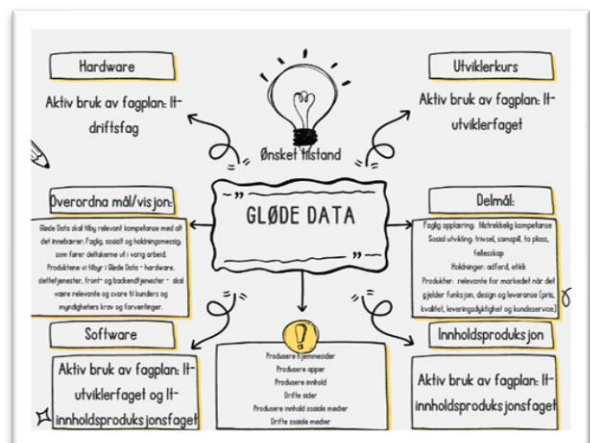 Hardware
Aktiv bruk av fagplan: It-
driftsfag
Ønsket tilstand
Utviklerkurs
Aktiv bruk av fagplan: It-
utviklerfaget
Overordna mål/visjon:
Gløde Data skal tilby relevant kompetanse med alt
det innebærer: Faglig, sosialt og holdningsmessig,
som fører deltakerne ut i varig arbeid.
Produktene vi tilbyr i Gløde Data - hardware,
slettetjenester, front- og backendtjenester - skal
være relevante og svare til kunders og
myndigheters krav og forventinger.
GLØDE DATA
Delmål:
Faglig opplæring: tilstrekkelig kompetanse
Sosial utvikling: trivsel, samspill, ta plass,
fellesskap
Holdninger: adferd, etikk
Produkter: relevante for markedet når det
gjelder funksjon, design og leveranse (pris,
kvalitet, leveringsdyktighet og kundeservice)
Software
Aktiv bruk av fagplan: It-
utviklerfaget og It-
innholdsproduksjonsfaget
Produsere hjemmesider
Produsere apper
Produsere innhold
Drifte sider
Produsere innhold sosiale medier
Drifte sosiale medier
Innholdsproduksjon
Aktiv bruk av fagplan: It-
innholdsproduksjonsfaget